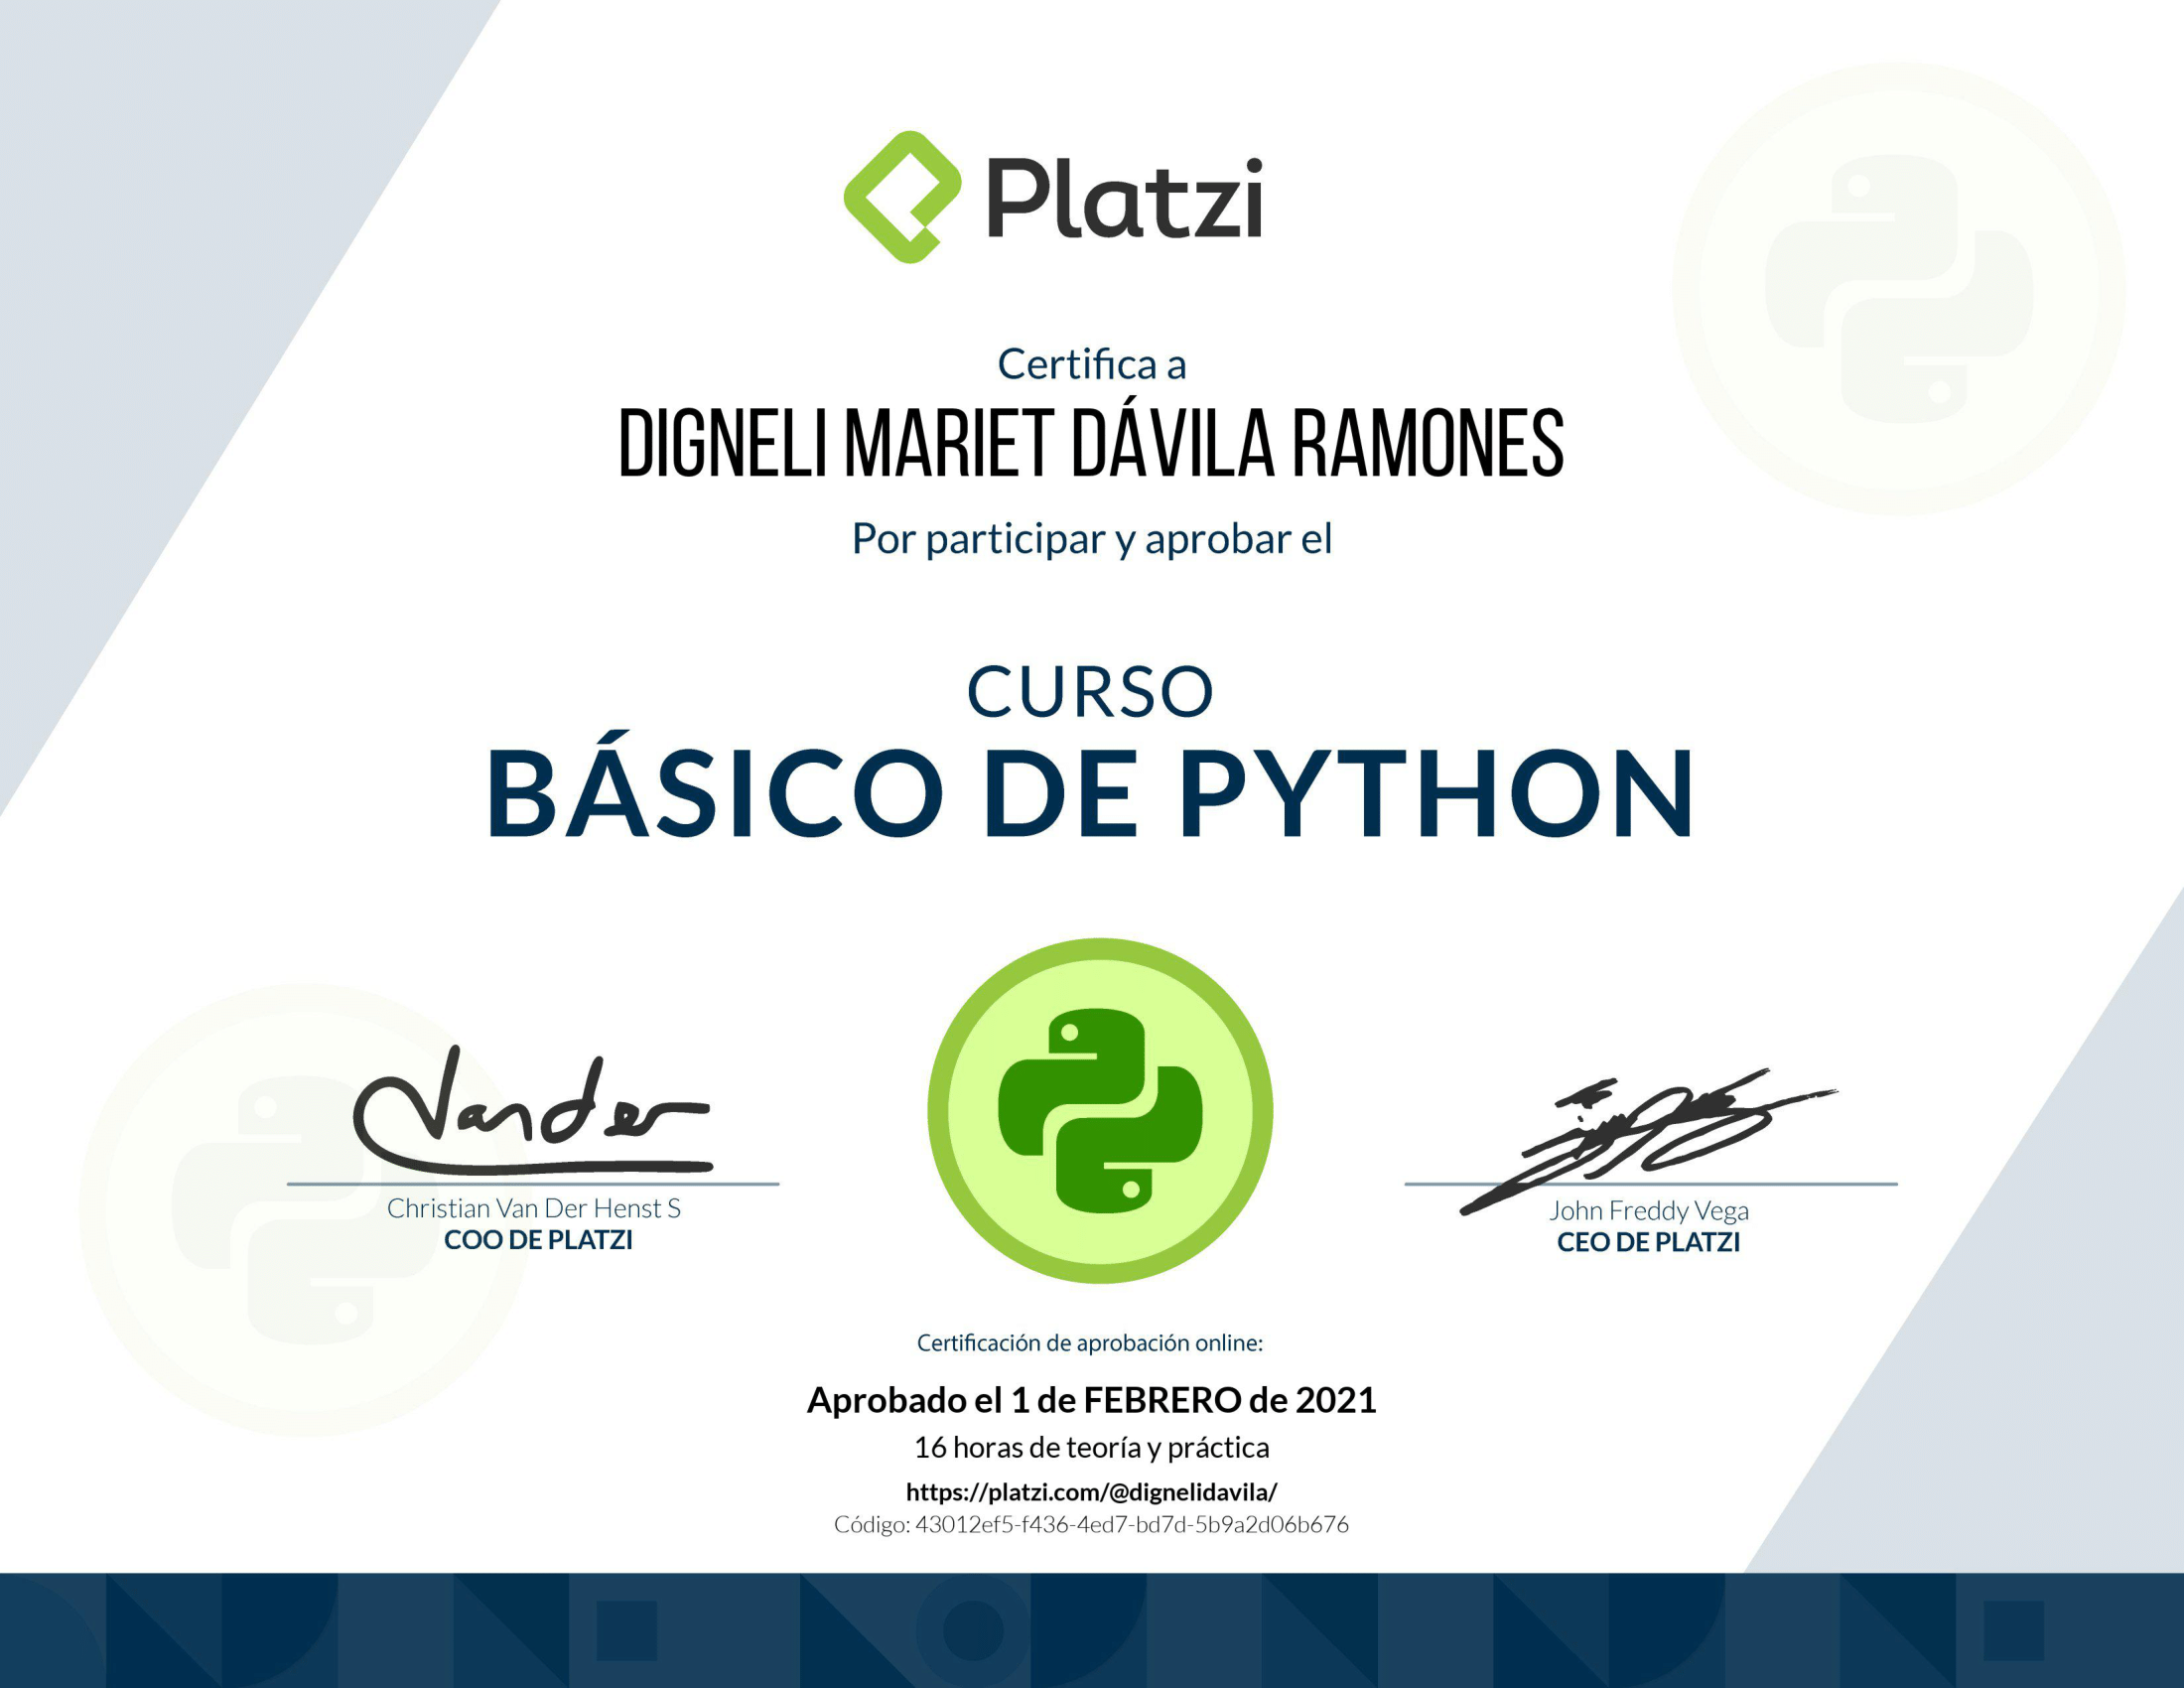 Platzi
Certifica a
DIGNELI MARIET DÁVILA RAMONES
Por participar y aprobar el
CURSO
BÁSICO DE PYTHON
Vander
Christian Van Der Henst S
COO DE PLATZI
John Freddy Vega
CEO DE PLATZI
Certificación de aprobación online:
Aprobado el 1 de FEBRERO de 2021
16 horas de teoría y práctica
https://platzi.com/@dignelidavila/
Código: 43012ef5-f436-4ed7-bd7d-5b9a2d06b676